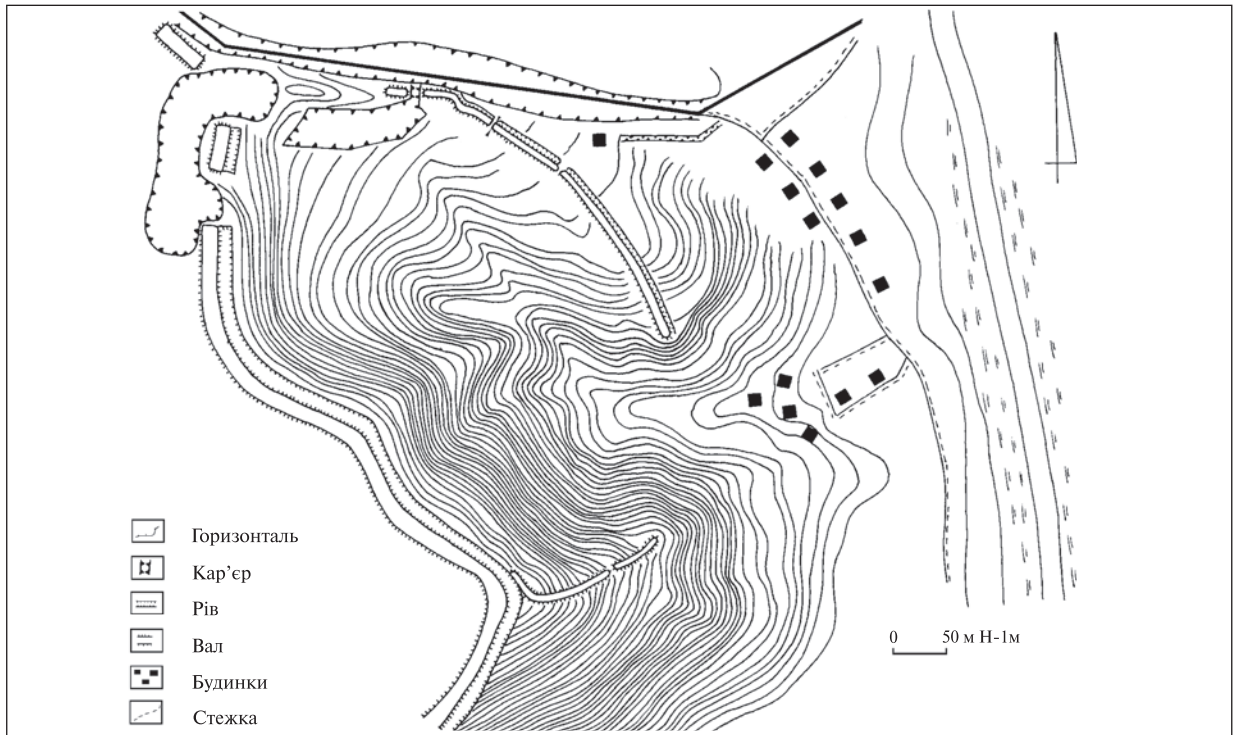 Горизонталь
Кар’єр
Рів
Вал
Будинки
Стежка
0 50 м Н-1м